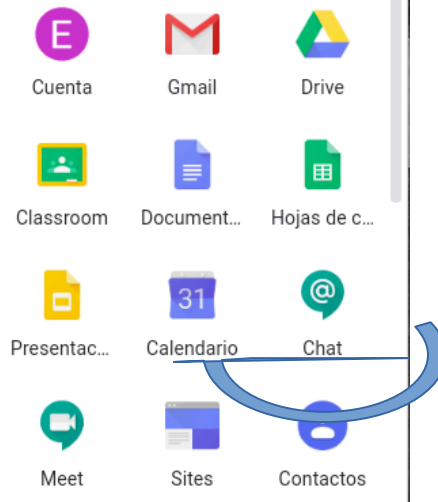 E
Cuenta Gmail Drive
Classroom Document... Hojas de c...
31 @
Presentac... Calendario Chat
Meet Sites Contactos